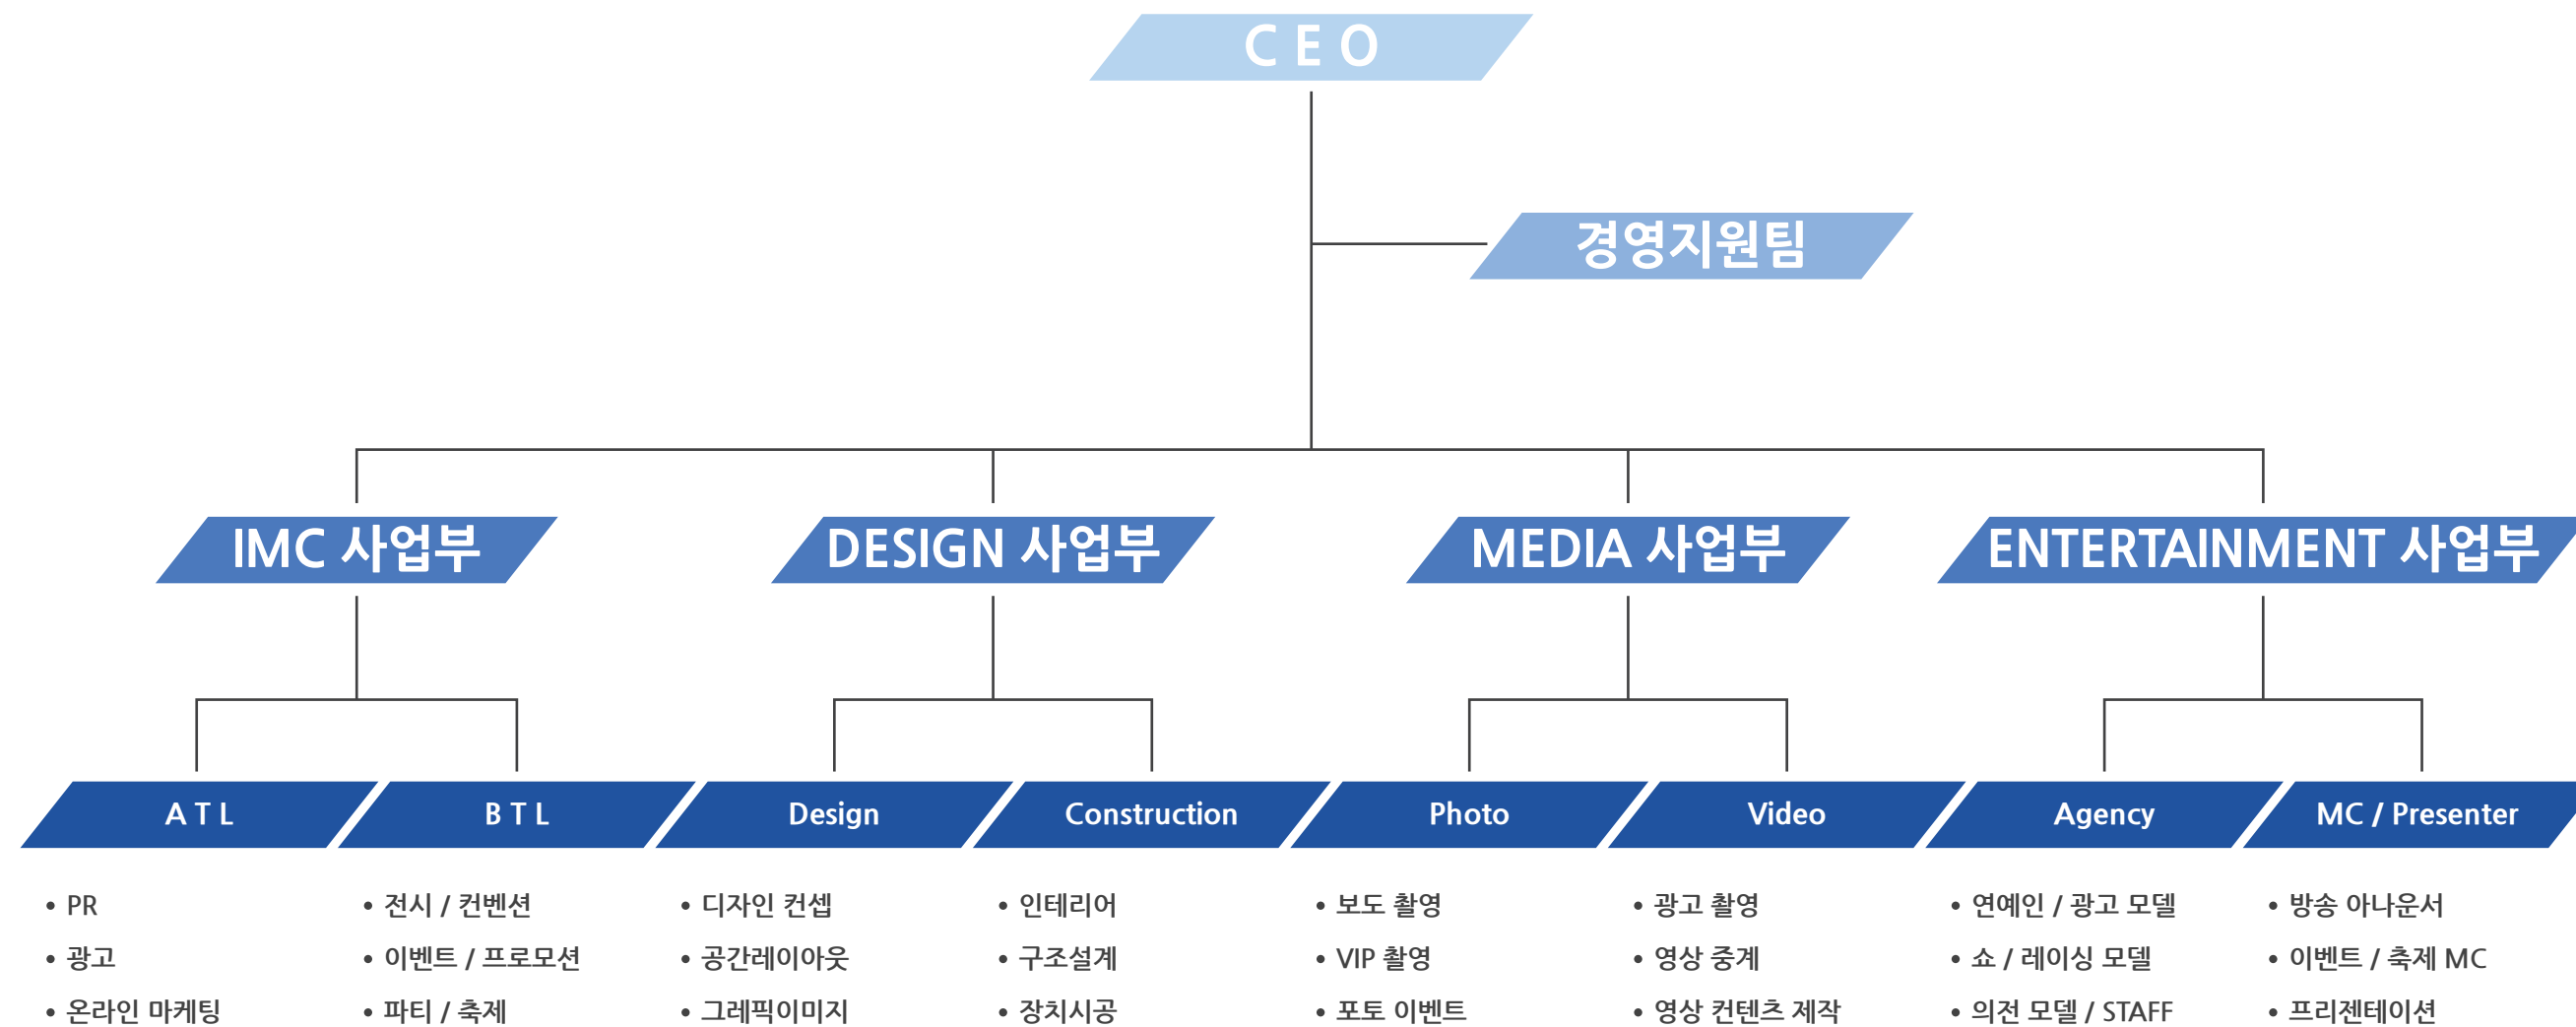 C E O
경영지원팀
IMC 사업부
DESIGN 사업부
MEDIA 사업부
ENTERTAINMENT 사업부
A T L
B T L
Design
Construction
Photo
Video
Agency
MC / Presenter
• PR
• 광고
• 온라인 마케팅
• 전시 / 컨벤션
• 이벤트 / 프로모션
• 파티 / 축제
• 디자인 컨셉
• 공간레이아웃
• 그레픽이미지
• 인테리어
• 구조설계
• 장치시공
• 보도 촬영
• VIP 촬영
• 포토 이벤트
• 광고 촬영
• 영상 중계
• 영상 컨텐츠 제작
• 연예인 / 광고 모델
• 쇼 / 레이싱 모델
• 의전 모델 / STAFF
• 방송 아나운서
• 이벤트 / 축제 MC
• 프리젠테이션